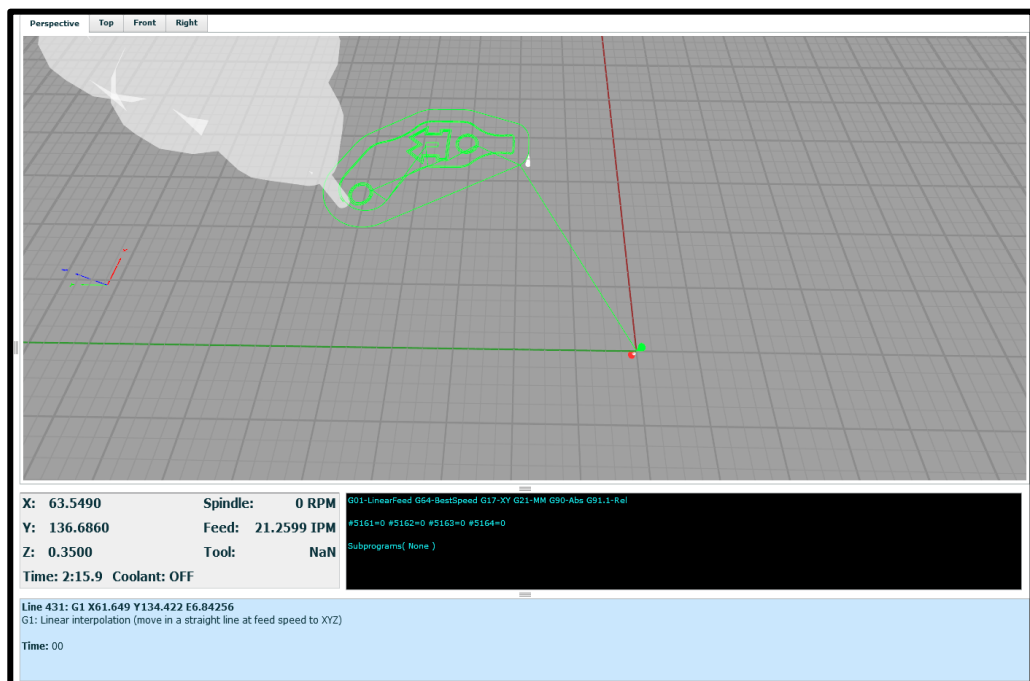 Perspective Top Front Right
X: 63.5490 Spindle: 0 RPM
Y: 136.6860 Feed: 21.2599 IPM
Z: 0.3500 Tool: NaN
Time: 2:15.9 Coolant: OFF
G01-LinearFeed G64-BestSpeed G17-XY G21-MM G90-Abs G91.1-Rel
#5161=0 #5162=0 #5163=0 #5164=0
Subprograms( None )
Line 431: G1 X61.649 Y134.422 E6.84256
G1: Linear interpolation (move in a straight line at feed speed to XYZ)
Time: 00